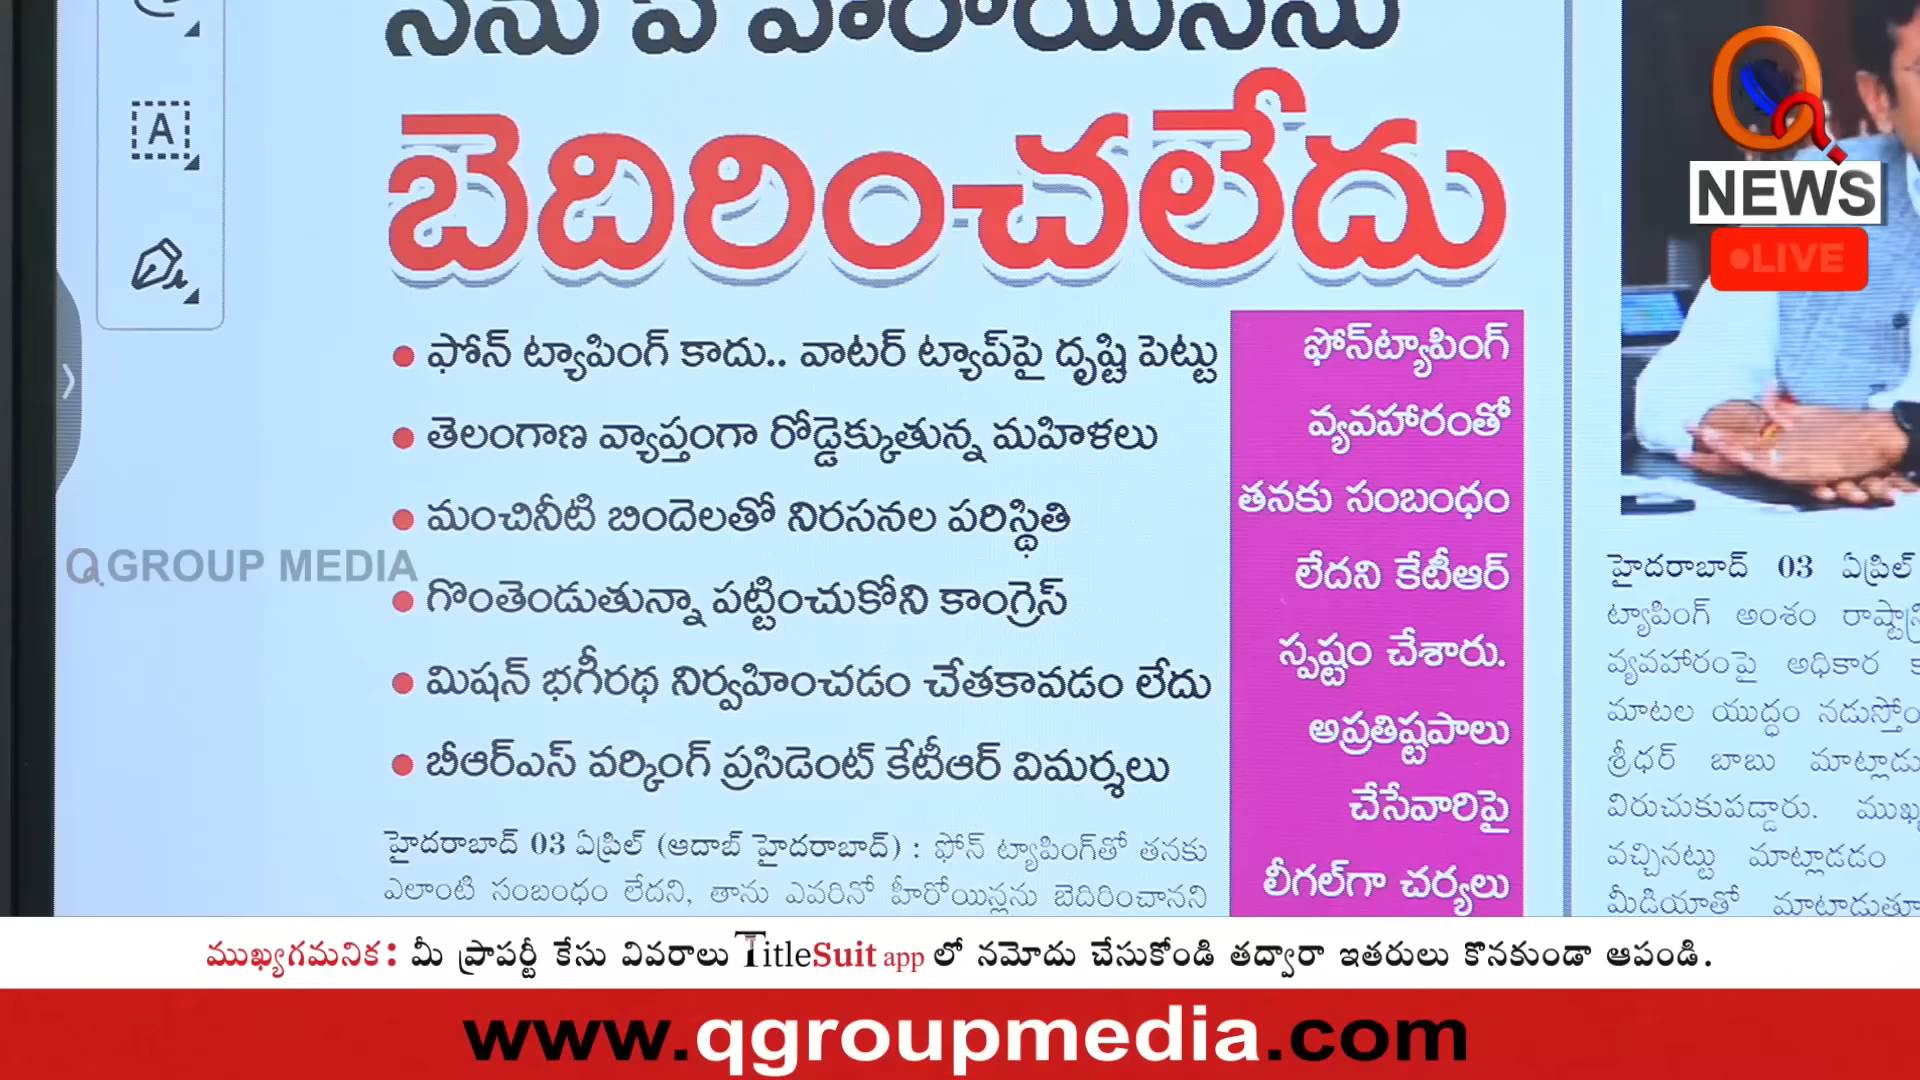 నేను ఏ హీరోయిన్‌ను
బెదిరించలేదు
• ఫోన్ ట్యాపింగ్ కాదు.. వాటర్ ట్యాప్‌పై దృష్టి పెట్టు
• తెలంగాణ వ్యాప్తంగా రోడ్డెక్కుతున్న మహిళలు
• మంచినీటి బిందెలతో నిరసనల పరిస్థితి
• గొంతెండుతున్నా పట్టించుకోని కాంగ్రెస్
• మిషన్ భగీరథ నిర్వహించడం చేతకావడం లేదు
• బీఆర్ఎస్ వర్కింగ్ ప్రసిడెంట్ కేటీఆర్ విమర్శలు
హైదరాబాద్ 03 ఏప్రిల్ (ఆదాబ్ హైదరాబాద్) : ఫోన్ ట్యాపింగ్‌తో తనకు
ఎలాంటి సంబంధం లేదని, తాను ఎవరినో హీరోయిన్లను బెదిరించానని
ఫోన్‌ట్యాపింగ్
వ్యవహారంతో
తనకు సంబంధం
లేదని కేటీఆర్
స్పష్టం చేశారు.
అప్రతిష్టపాలు
చేసేవారిపై
లీగల్‌గా చర్యలు
హైదరాబాద్ 03 ఏప్రిల్
ట్యాపింగ్ అంశం
వ్యవహారంపై అధికార
మాటల యుద్ధం
శ్రీధర్ బాబు
విరుచుకుపడ్డారు.
వచ్చినట్టు మాట్లాడడం
మీడియాతో
Q NEWS
LIVE
Q GROUP MEDIA
ముఖ్యగమనిక: మీ ప్రాపర్టీ కేసు వివరాలు TitleSuit app లో నమోదు చేసుకోండి తద్వారా ఇతరులు కొనకుండా ఆపండి.
www.qgroupmedia.com